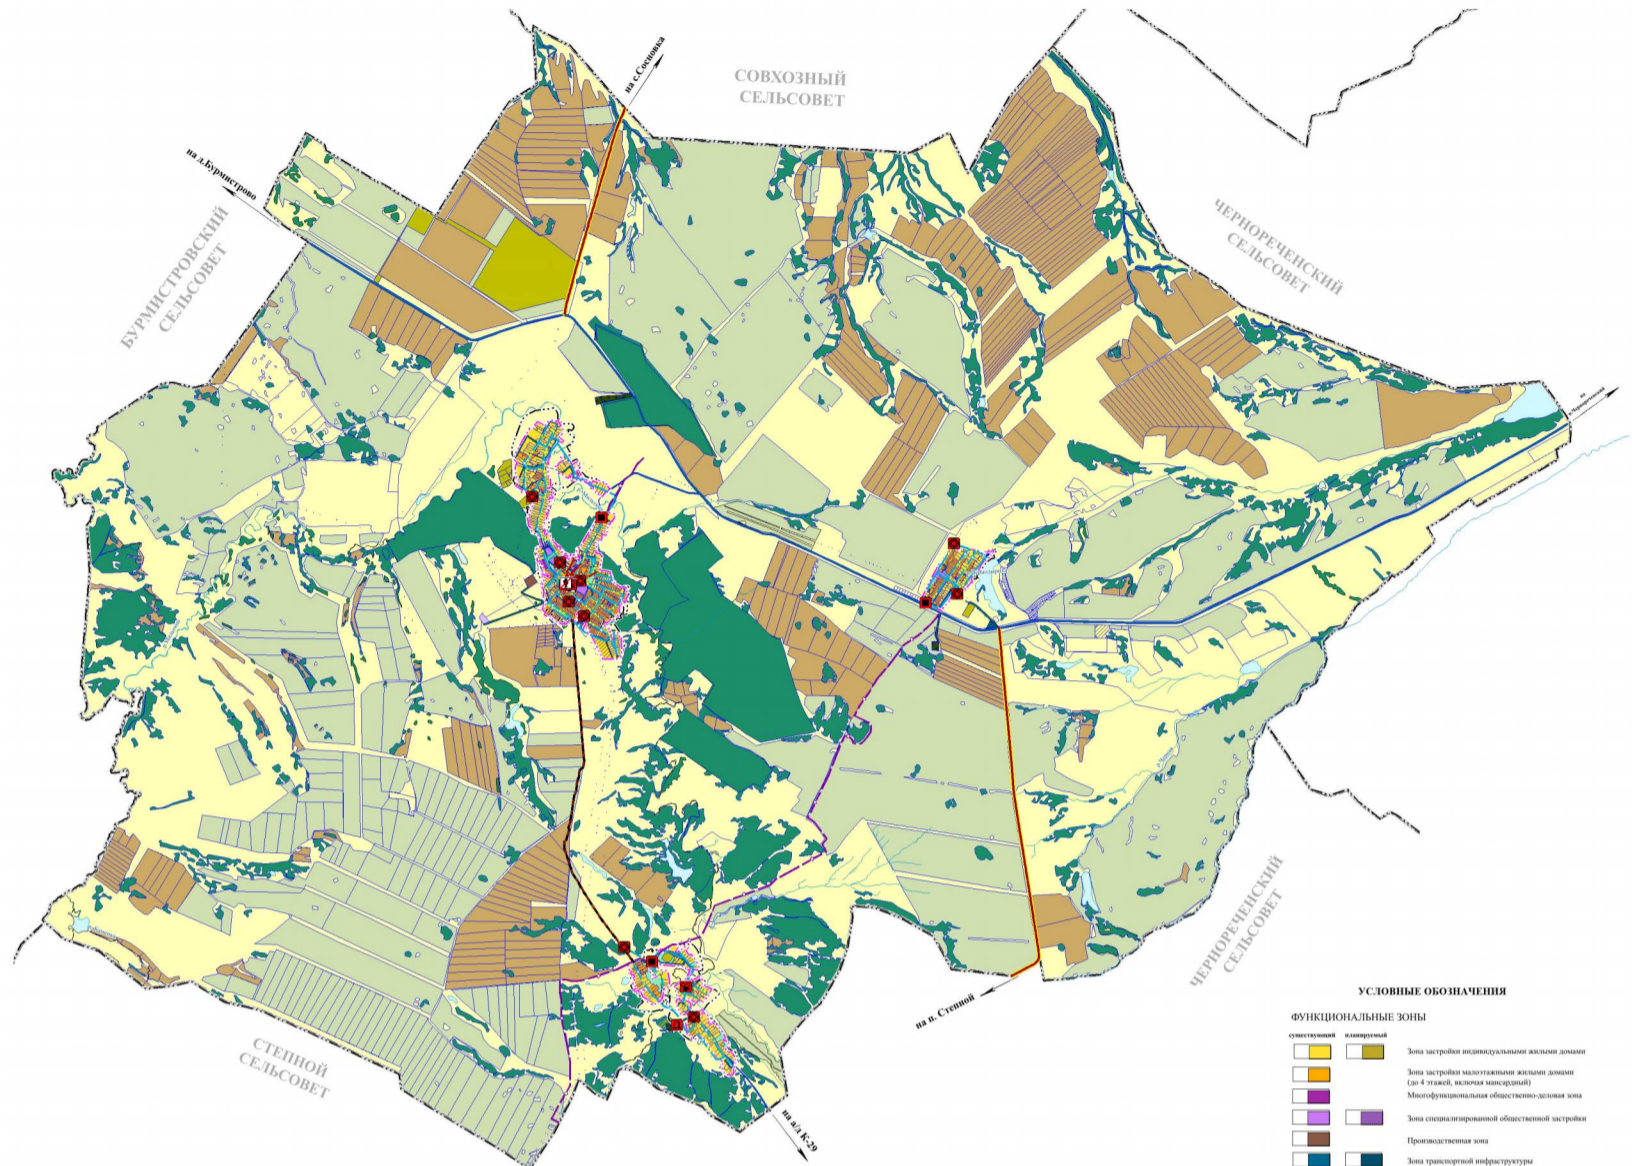 на с.Сосновка
СОВХОЗНЫЙ
СЕЛЬСОВЕТ
на д.Бурмистрово
БУРМИСТРОВСКИЙ
СЕЛЬСОВЕТ
ЧЕРНОРЕЧЕНСКИЙ
СЕЛЬСОВЕТ
на
ЧЕРНОРЕЧЕНСКИЙ
СЕЛЬСОВЕТ
на п. Степной
СТЕПНОЙ
СЕЛЬСОВЕТ
на а/д К-29
УСЛОВНЫЕ ОБОЗНАЧЕНИЯ
ФУНКЦИОНАЛЬНЫЕ ЗОНЫ
существующий планируемый
Зона застройки индивидуальными жилыми домами
Зона застройки малоэтажными жилыми домами
(до 4 этажей, включая мансардный)
Многофункциональная общественно-деловая зона
Зона специализированной общественной застройки
Производственная зона
Зона транспортной инфраструктуры